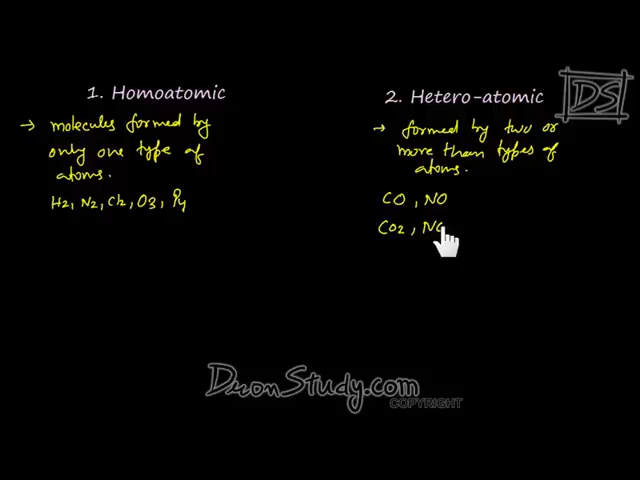 1. Homoatomic
→ molecules formed by
only one type of
atoms.
H2, N2, Cl2, O3, P4
2. Hetero-atomic
→ formed by two or
more than types of
atoms.
CO, NO
CO2, NO
DS
DronStudy.com
COPYRIGHT